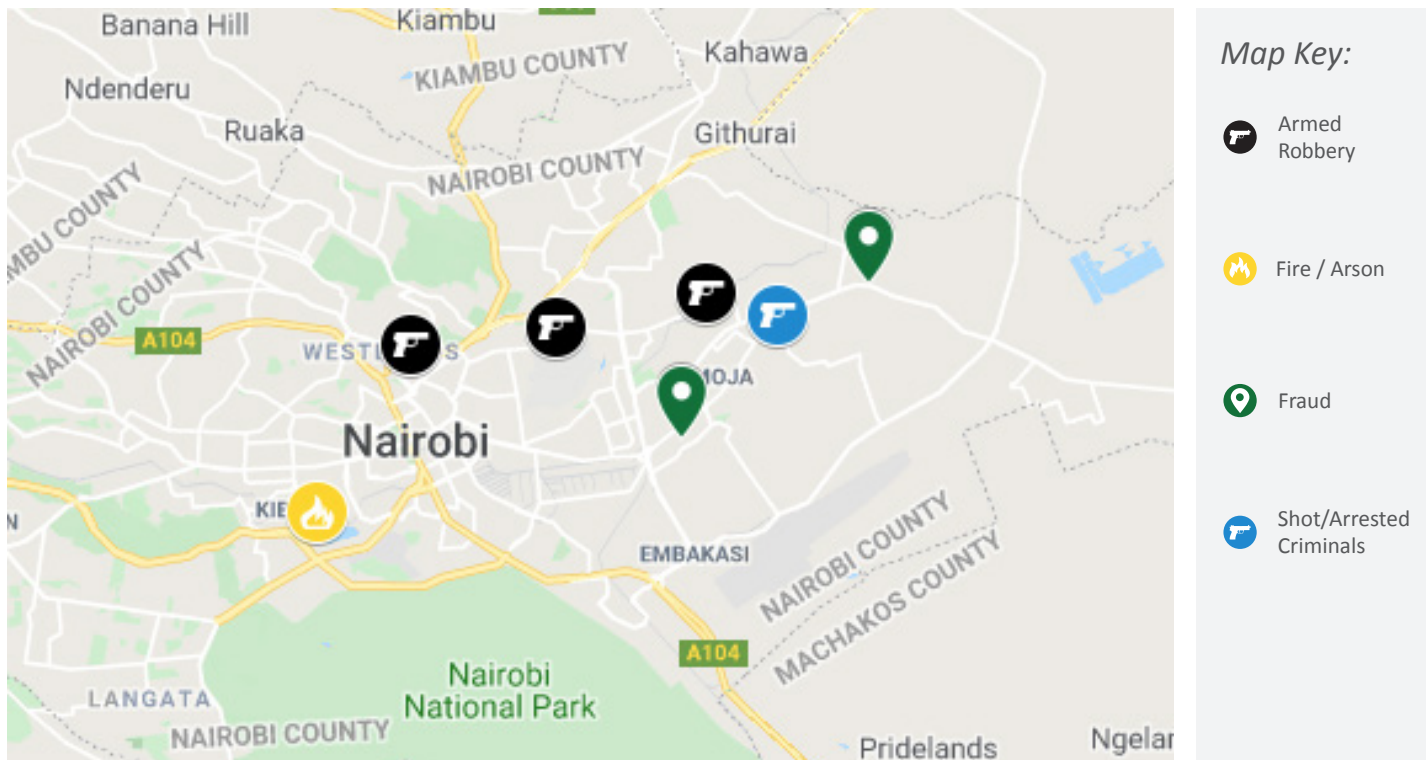 Banana Hill
Kiambu
Kahawa
KIAMBU COUNTY
Ndenderu
Ruaka
Githurai
NAIROBI COUNTY
MBU COUNTY
NAIROBI COUNTY
A104
WESTL
S
MOJA
Nairobi
KIE
N
EMBAKASI
NAIROBI COUNTY
MACHAKOS COUNTY
A104
Nairobi
National Park
LANGATA
NAIROBI COUNTY
Pridelands
Ngelar
Map Key:
Armed
Robbery
Fire / Arson
Fraud
Shot/Arrested
Criminals